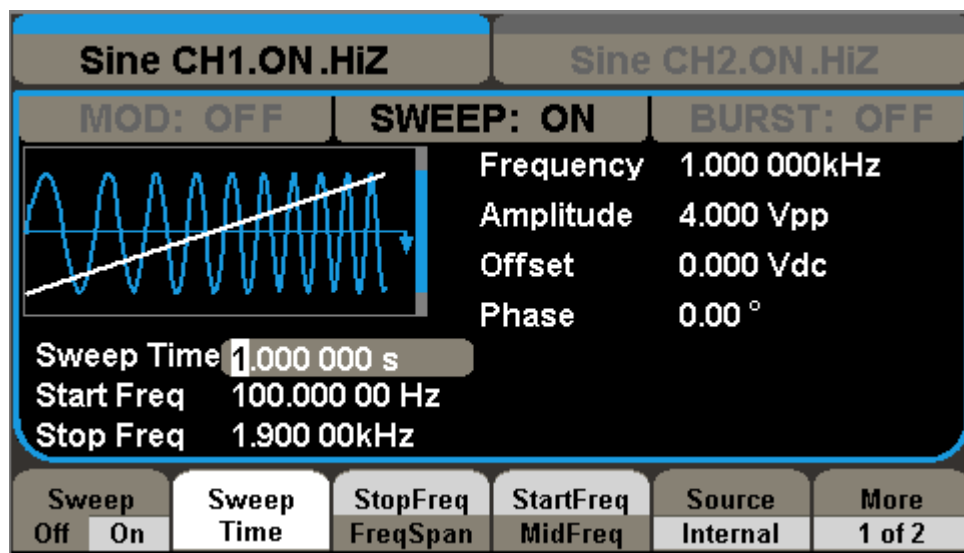 Sine CH1.ON.HiZ
Sine CH2.ON.HiZ
MOD: OFF
SWEEP: ON
BURST: OFF
Frequency 1.000 000kHz
Amplitude 4.000 Vpp
Offset 0.000 Vdc
Phase 0.00 °
Sweep Time 1.000 000 s
Start Freq 100.000 00 Hz
Stop Freq 1.900 00kHz
Sweep
Off On
Sweep
Time
StopFreq
FreqSpan
StartFreq
MidFreq
Source
Internal
More
1 of 2